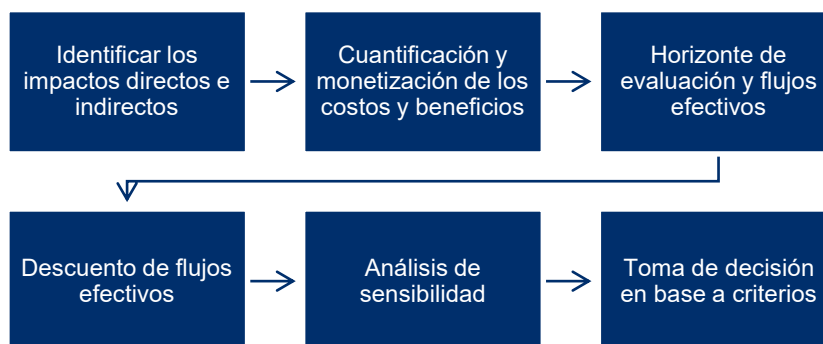 Identificar los
impactos directos e
indirectos
Cuantificación y
monetización de los
costos y beneficios
Horizonte de
evaluación y flujos
efectivos
Descuento de flujos
efectivos
Análisis de
sensibilidad
Toma de decisión
en base a criterios